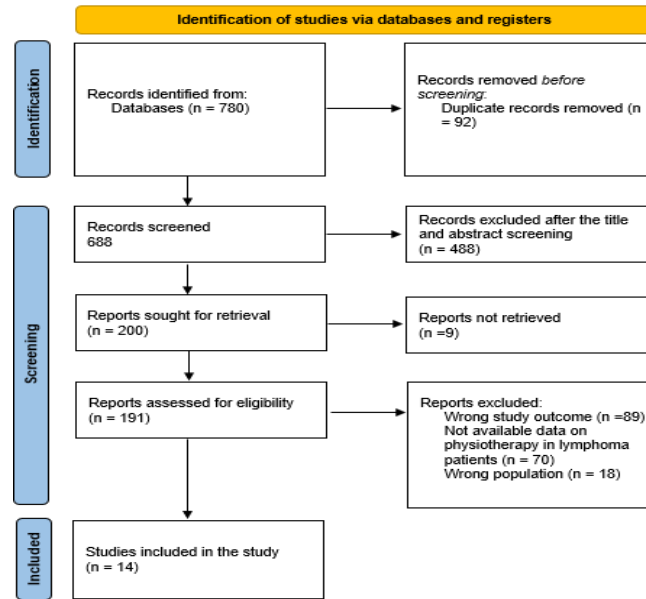 Identification of studies via databases and registers
Identification
Records identified from:
Databases (n = 780)
Records removed before
screening:
Duplicate records removed (n
= 92)
Screening
Records screened
688
Records excluded after the title
and abstract screening
(n = 488)
Reports sought for retrieval
(n = 200)
Reports not retrieved
(n =9)
Reports assessed for eligibility
(n = 191)
Reports excluded:
Wrong study outcome (n =89)
Not available data on
physiotherapy in lymphoma
patients (n = 70)
Wrong population (n = 18)
Included
Studies included in the study
(n = 14)